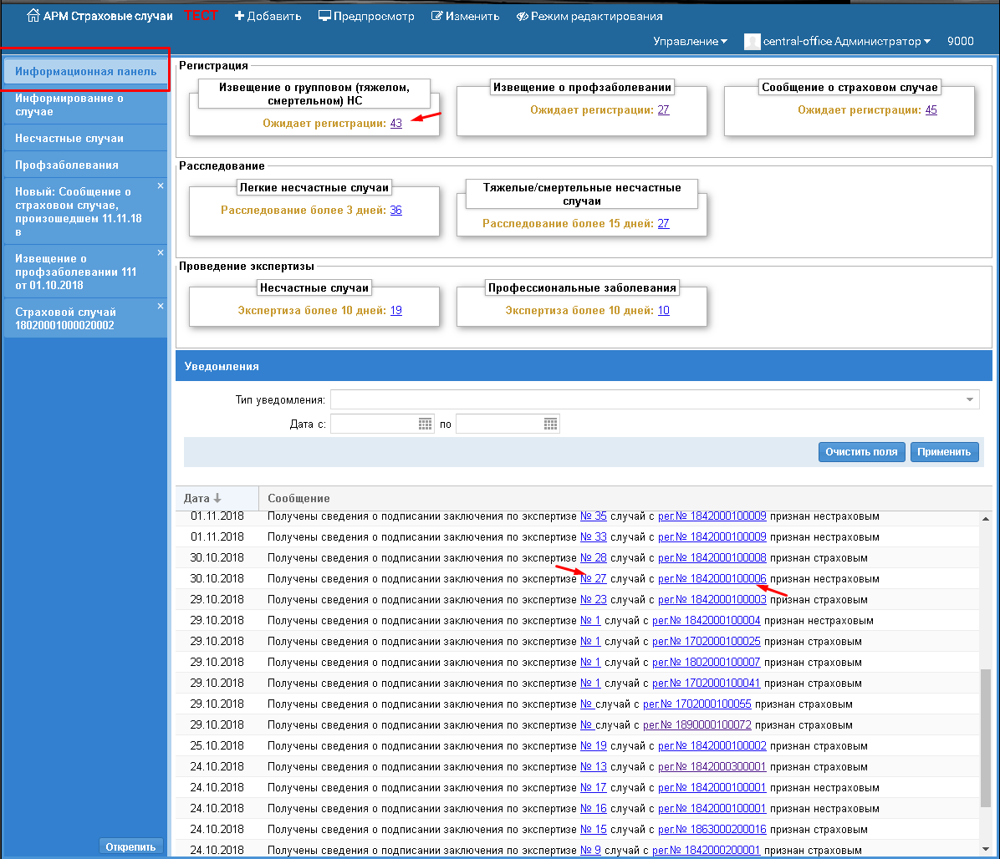 АРМ Страховые случаи ТЕСТ Добавить Предпросмотр Изменить Режим редактирования
Управление central-office Администратор 9000
Информационная панель
Информирование о
случае
Несчастные случаи
Профзаболевания
Новый: Сообщение о
страховом случае,
произошедшем 11.11.18
в
Извещение о
профзаболевании 111
от 01.10.2018
Страховой случай
18020001000020002
Открепить
Регистрация
Извещение о групповом (тяжелом,
смертельном) НС
Ожидает регистрации: 43
Извещение о профзаболевании
Ожидает регистрации: 27
Сообщение о страховом случае
Ожидает регистрации: 45
Расследование
Легкие несчастные случаи
Расследование более 3 дней: 36
Тяжелые/смертельные несчастные
случаи
Расследование более 15 дней: 27
Проведение экспертизы
Несчастные случаи
Экспертиза более 10 дней: 19
Профессиональные заболевания
Экспертиза более 10 дней: 10
Уведомления
Тип уведомления:
Дата с: по
Очистить поля Применить
Дата Сообщение
01.11.2018 Получены сведения о подписании заключения по экспертизе № 35 случай с рег.№ 1842000100009 признан нестраховым
01.11.2018 Получены сведения о подписании заключения по экспертизе № 33 случай с рег.№ 1842000100009 признан нестраховым
30.10.2018 Получены сведения о подписании заключения по экспертизе № 28 случай с рег.№ 1842000100008 признан страховым
30.10.2018 Получены сведения о подписании заключения по экспертизе № 27 случай с рег.№ 1842000100006 признан нестраховым
29.10.2018 Получены сведения о подписании заключения по экспертизе № 23 случай с рег.№ 1842000100003 признан страховым
29.10.2018 Получены сведения о подписании заключения по экспертизе № 1 случай с рег.№ 1842000100004 признан нестраховым
29.10.2018 Получены сведения о подписании заключения по экспертизе № 1 случай с рег.№ 1702000100025 признан страховым
29.10.2018 Получены сведения о подписании заключения по экспертизе № 1 случай с рег.№ 1802000100007 признан страховым
29.10.2018 Получены сведения о подписании заключения по экспертизе № 1 случай с рег.№ 1702000100041 признан страховым
29.10.2018 Получены сведения о подписании заключения по экспертизе № случай с рег.№ 1702000100055 признан страховым
29.10.2018 Получены сведения о подписании заключения по экспертизе № случай с рег.№ 1890000100072 признан страховым
25.10.2018 Получены сведения о подписании заключения по экспертизе № 19 случай с рег.№ 1842000100002 признан страховым
24.10.2018 Получены сведения о подписании заключения по экспертизе № 13 случай с рег.№ 1842000300001 признан страховым
24.10.2018 Получены сведения о подписании заключения по экспертизе № 17 случай с рег.№ 1842000100001 признан нестраховым
24.10.2018 Получены сведения о подписании заключения по экспертизе № 16 случай с рег.№ 1842000100001 признан нестраховым
24.10.2018 Получены сведения о подписании заключения по экспертизе № 15 случай с рег.№ 1863000200016 признан страховым
24.10.2018 Получены сведения о подписании заключения по экспертизе № 9 случай с рег.№ 1842000200001 признан страховым